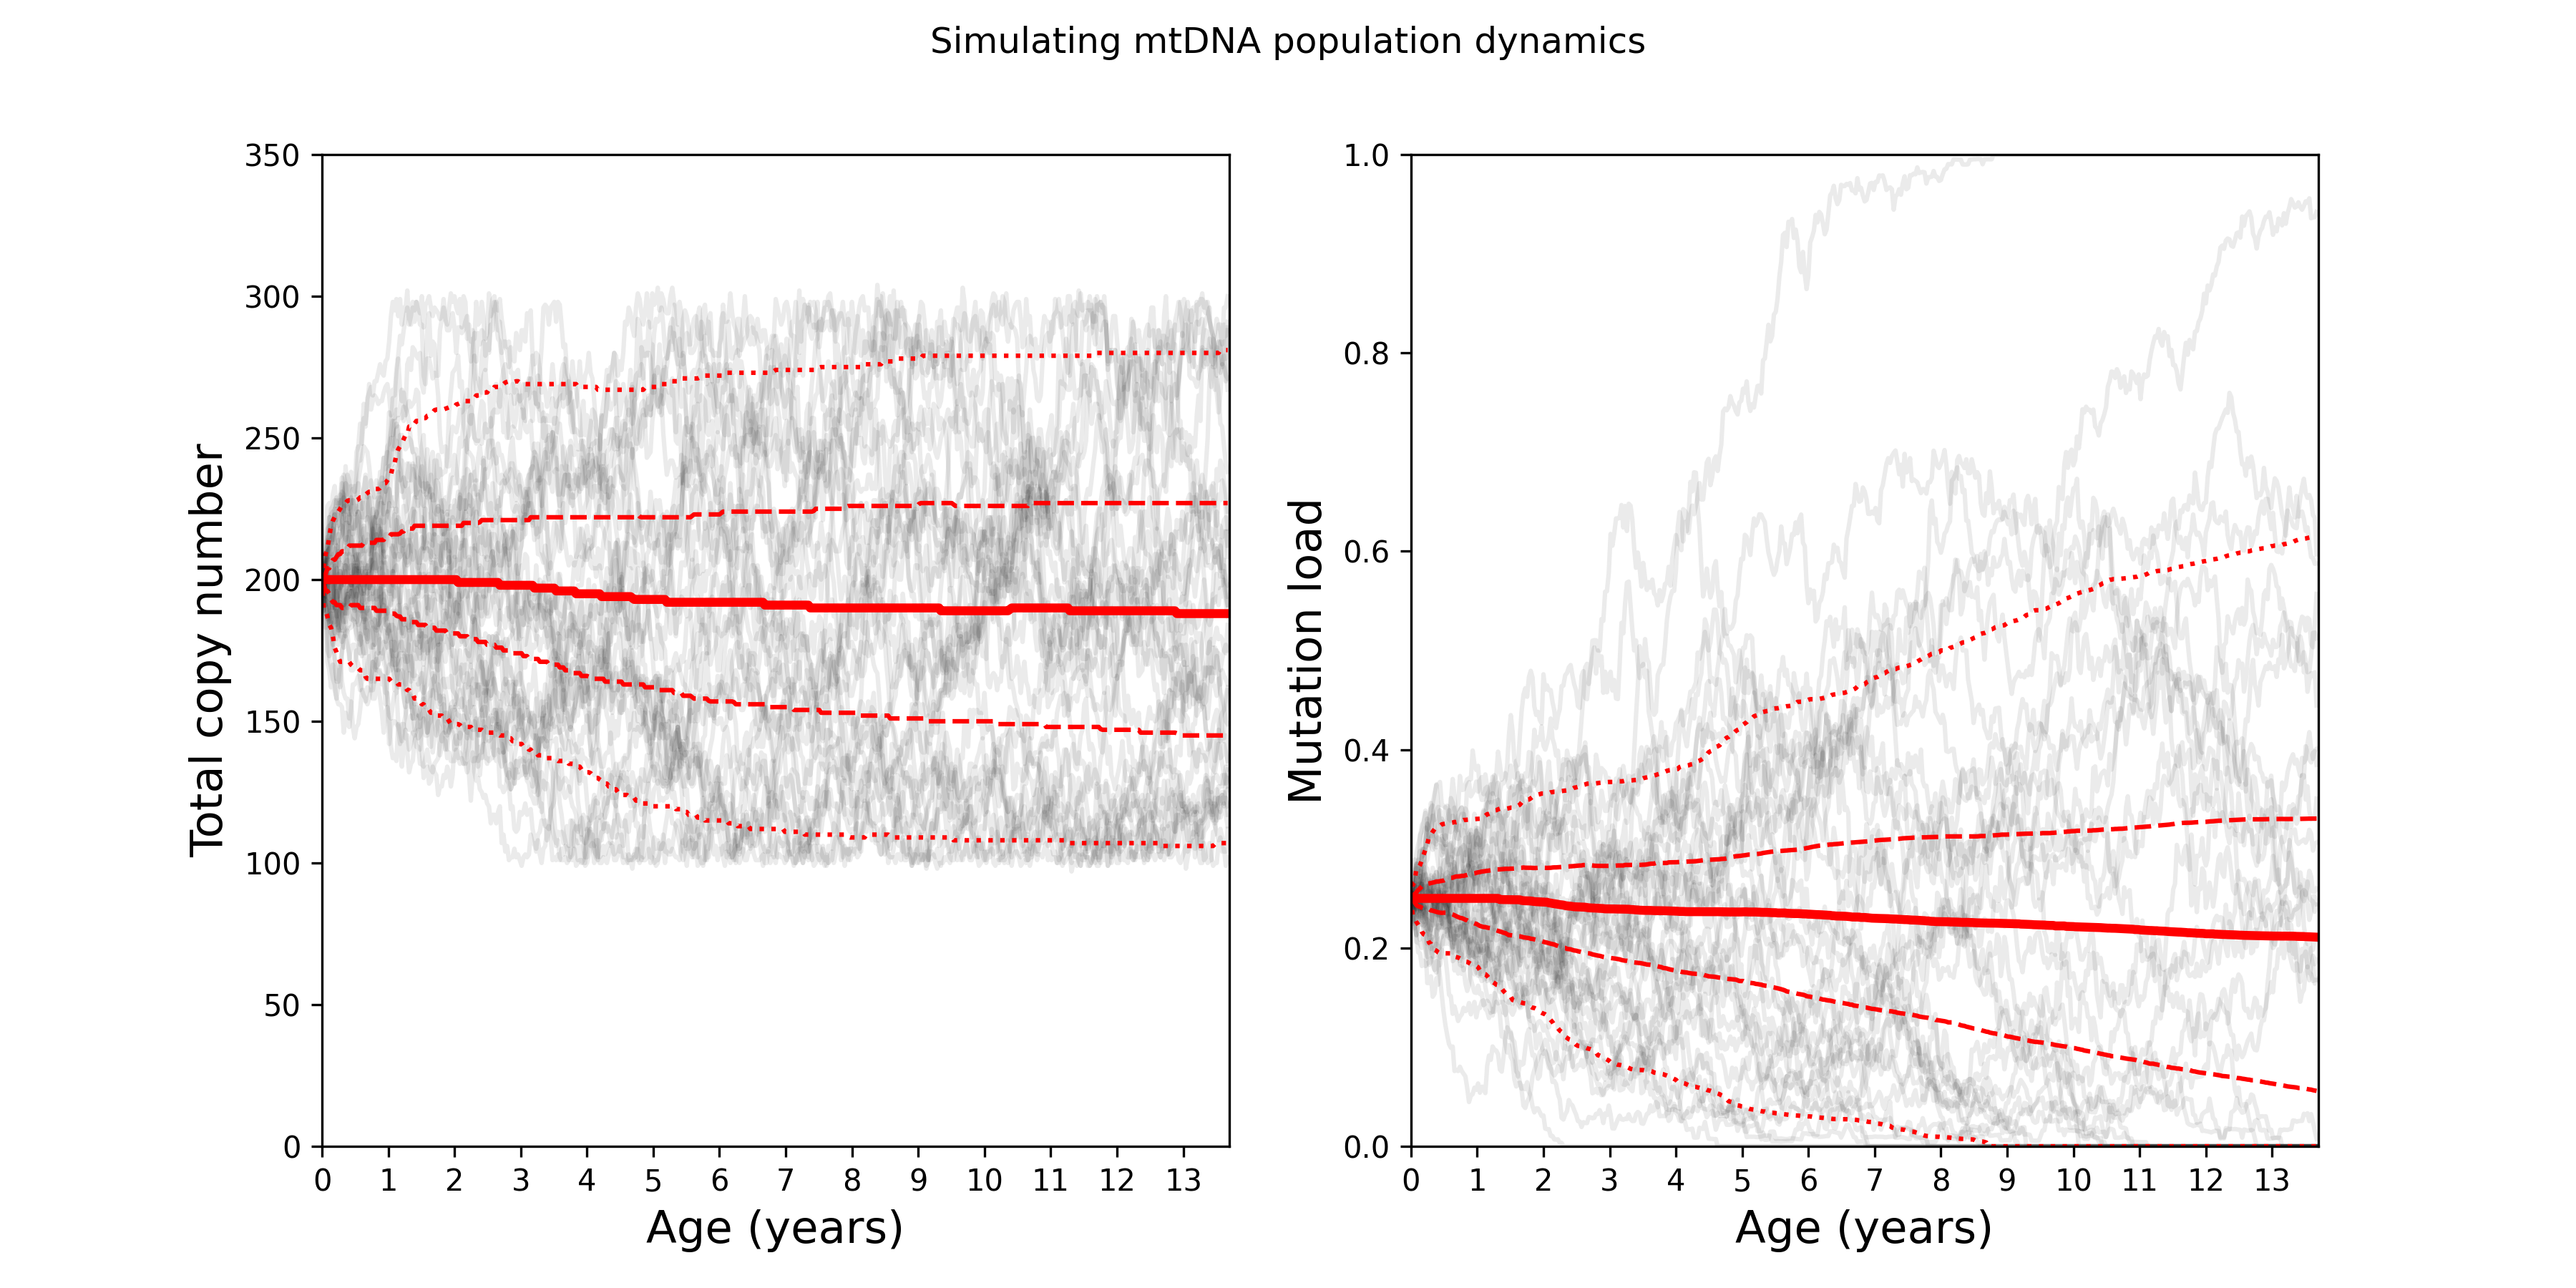 Simulating mtDNA population dynamics
Total copy number
350
300
250
200
150
100
50
0
0 1 2 3 4 5 6 7 8 9 10 11 12 13
Age (years)
Mutation load
1.0
0.8
0.6
0.4
0.2
0.0
0 1 2 3 4 5 6 7 8 9 10 11 12 13
Age (years)